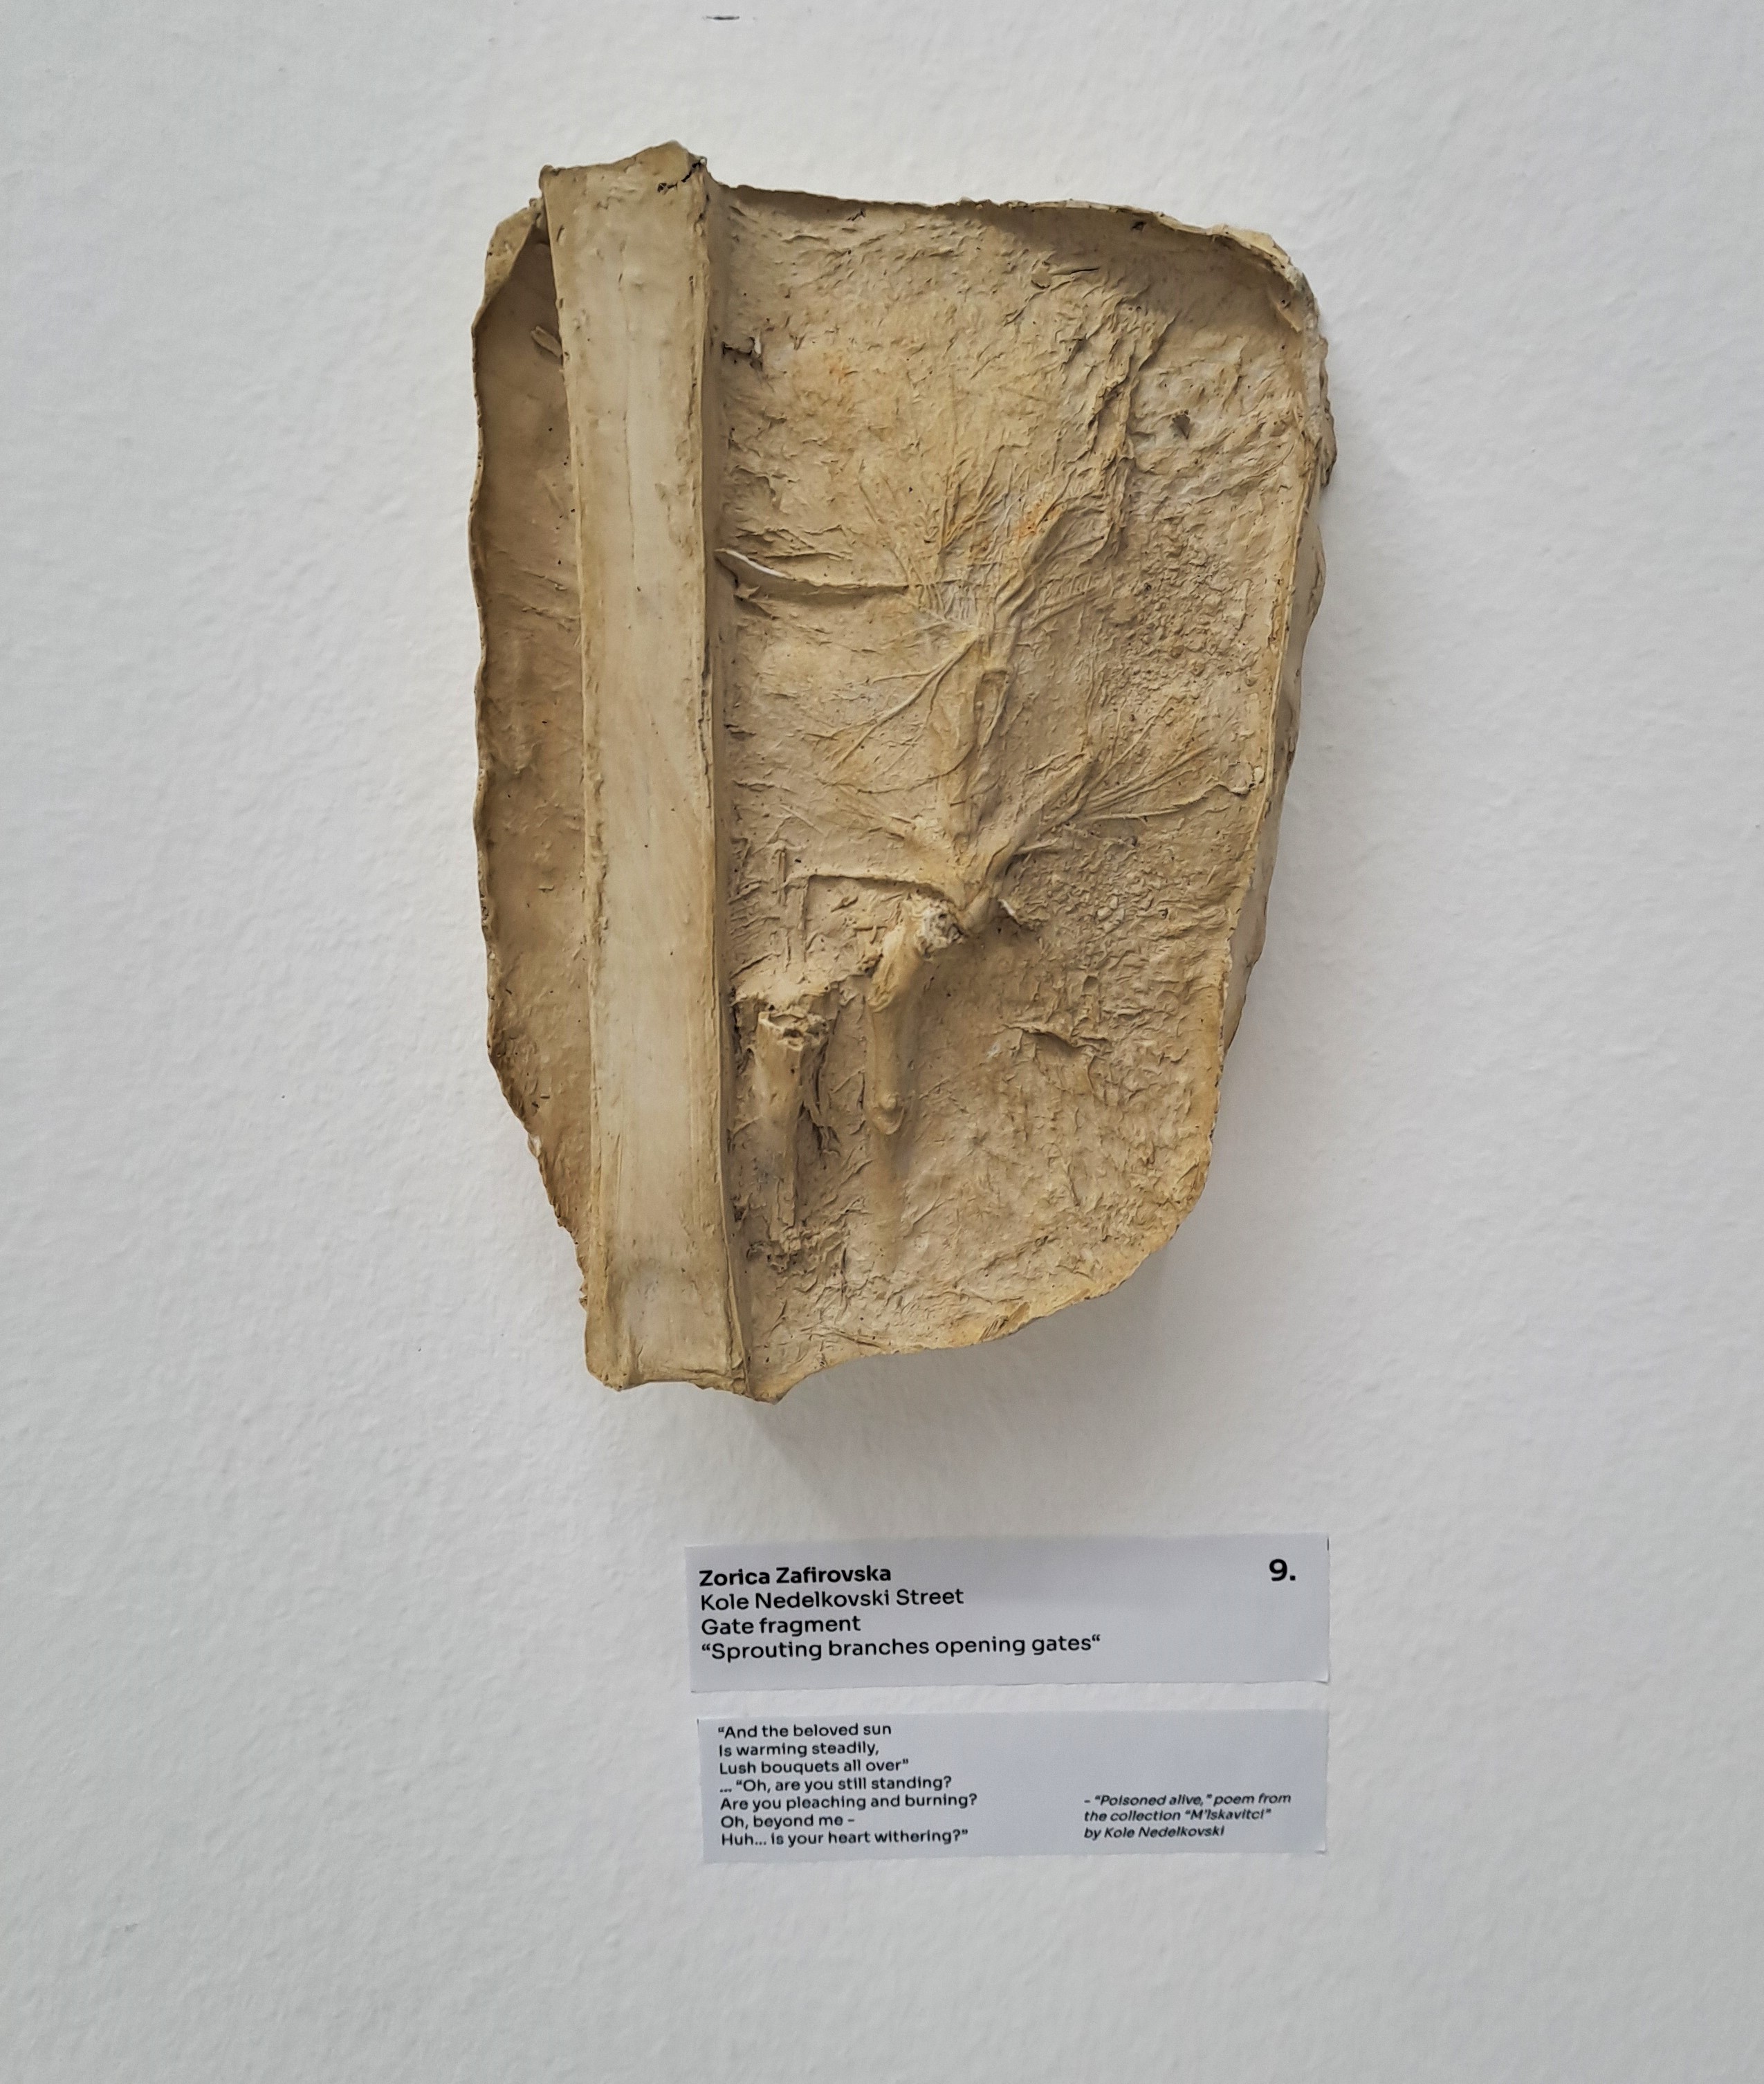 Zorica Zafirovska
9.
Kole Nedelkovski Street
Gate fragment
“Sprouting branches opening gates“
“And the beloved sun
Is warming steadily,
Lush bouquets all over”
... “Oh, are you still standing?
Are you pleaching and burning?
Oh, beyond me –
Huh... is your heart withering?”
– “Poisoned alive,” poem from
the collection “M’lskavitci”
by Kole Nedelkovski